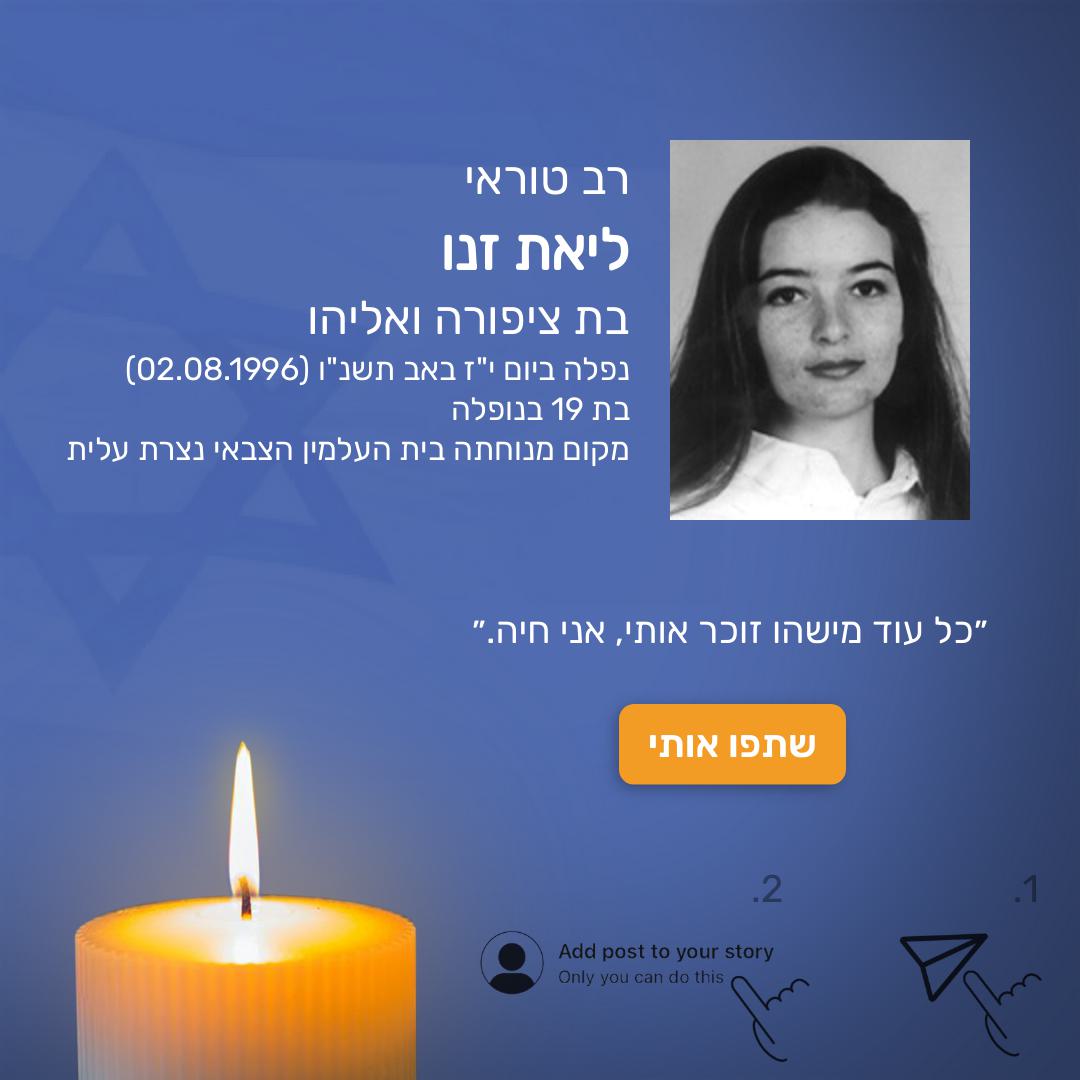 רב טוראי
ליאת זנו
בת ציפורה ואליהו
נפלה ביום י"ז באב תשנ"ו (02.08.1996)
בת 19 בנופלה
מקום מנוחתה בית העלמין הצבאי נצרת עלית
״כל עוד מישהו זוכר אותי, אני חיה.״
שתפו אותי
1.
2.
Add post to your story
Only you can do this